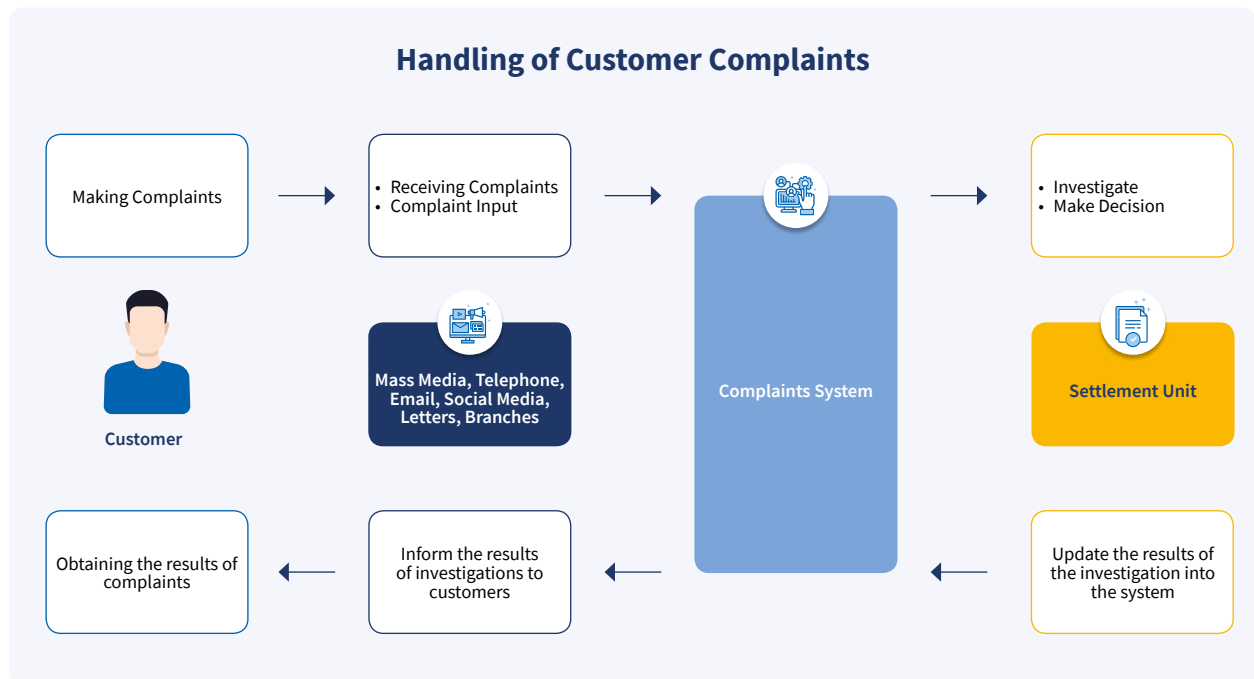 Handling of Customer Complaints
Making Complaints
• Receiving Complaints
• Complaint Input
• Investigate
• Make Decision
Customer
Mass Media, Telephone,
Email, Social Media,
Letters, Branches
Complaints System
Settlement Unit
Obtaining the results of
complaints
Inform the results
of investigations to
customers
Update the results of
the investigation into
the system